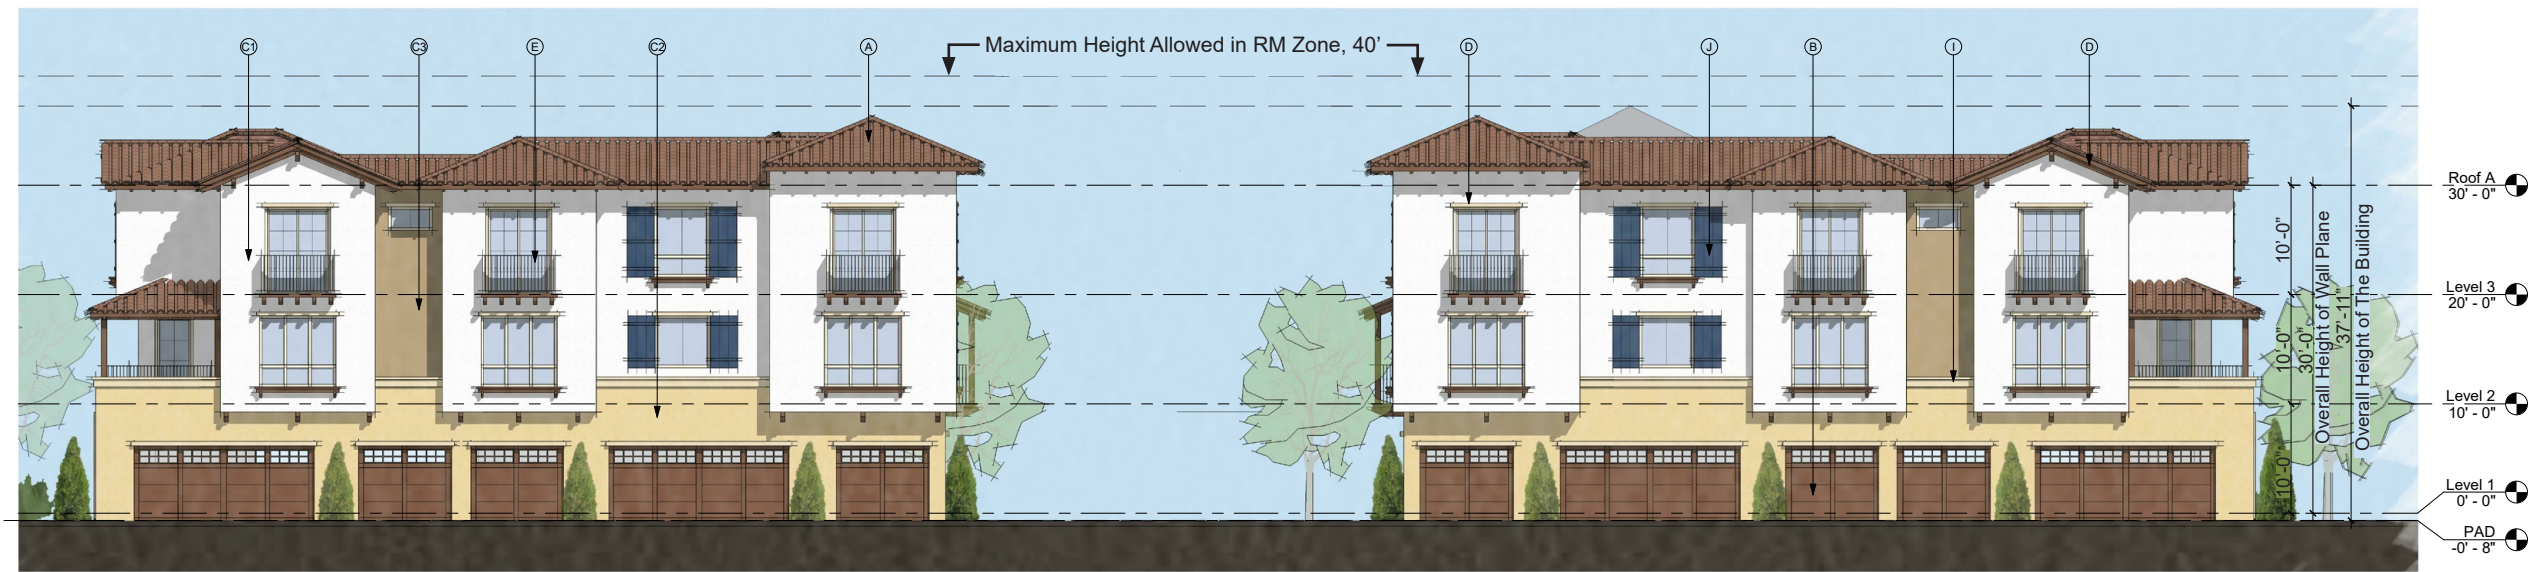 C1
C3
E
C2
A
Maximum Height Allowed in RM Zone, 40’
D
J
B
I
D
Roof A
30' - 0"
Level 3
20' - 0"
Level 2
10' - 0"
Level 1
0' - 0"
PAD
-0' - 8"
10’-0”
10’-0”
10’-0”
30’-0”
Overall Height of Wall Plane
37’-11”
Overall Height of The Building